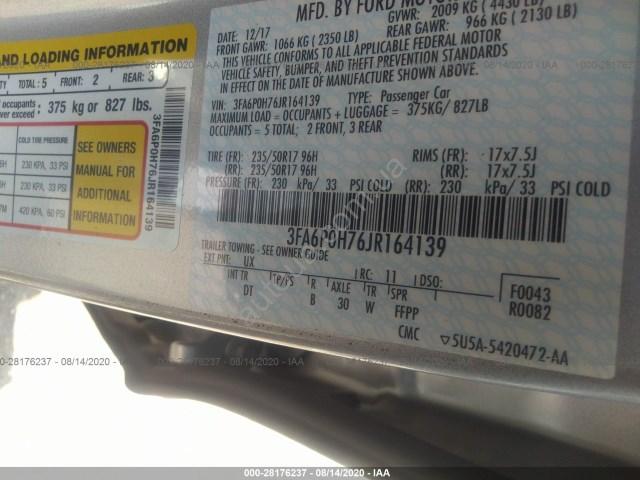 AND LOADING INFORMATION
TOTAL: 5 FRONT: 2 REAR: 3
occupants
exceed: 375 kg or 827 lbs.
COLD TIRE PRESSURE
230 KPA, 33 PSI
230 KPA, 33 PSI
420 KPA, 60 PSI
SEE OWNERS
MANUAL FOR
ADDITIONAL
INFORMATION
3FA6P0H76JR164139
MFD. BY FORD MOTOR
DATE: 12/17 GVWR: 2009 KG (4430 LB)
FRONT GAWR: 1066 KG (2350 LB) REAR GAWR: 966 KG (2130 LB)
THIS VEHICLE CONFORMS TO ALL APPLICABLE FEDERAL MOTOR
VEHICLE SAFETY, BUMPER, AND THEFT PREVENTION STANDARDS
IN EFFECT ON THE DATE OF MANUFACTURE SHOWN ABOVE.
VIN: 3FA6P0H76JR164139 TYPE: Passenger Car
MAXIMUM LOAD = OCCUPANTS + LUGGAGE = 375KG/ 827LB
OCCUPANTS = 5 TOTAL; 2 FRONT, 3 REAR
TIRE (FR): 235/50R17 96H RIMS (FR): 17x7.5J
(RR): 235/50R17 96H (RR): 17x7.5J
PRESSURE (FR): 230 kPa/ 33 PSI COLD (RR): 230 kPa/ 33 PSI COLD
3FA6P0H76JR164139
TRAILER TOWING - SEE OWNER GUIDE
EXT PNT: UX RC: 11 DSO:
INT TR TP/PS R AXLE TR SPR
DT B 30 W FFPP
F0043
R0082
CMC
5U5A-5420472-AA
000-28176237 - 08/14/2020 - IAA